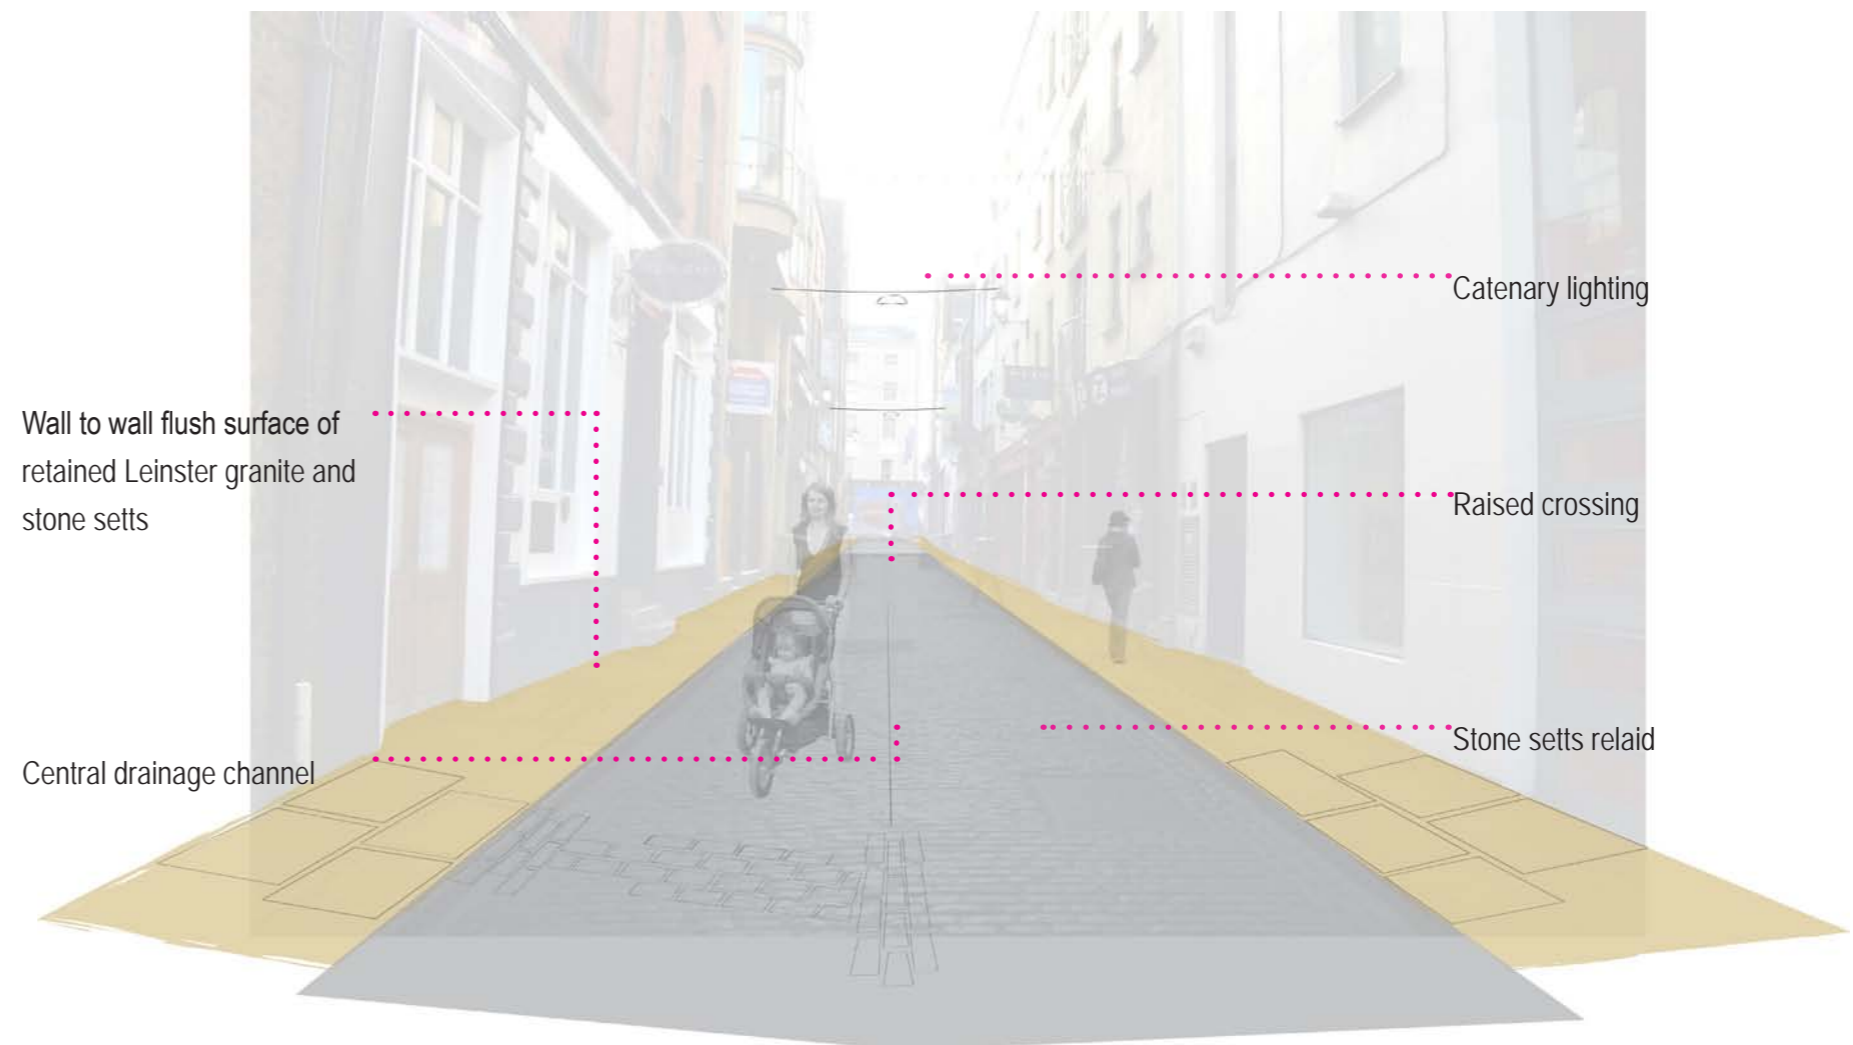 Catenary lighting
Wall to wall flush surface of
retained Leinster granite and
stone setts
Raised crossing
Stone setts relaid
Central drainage channel